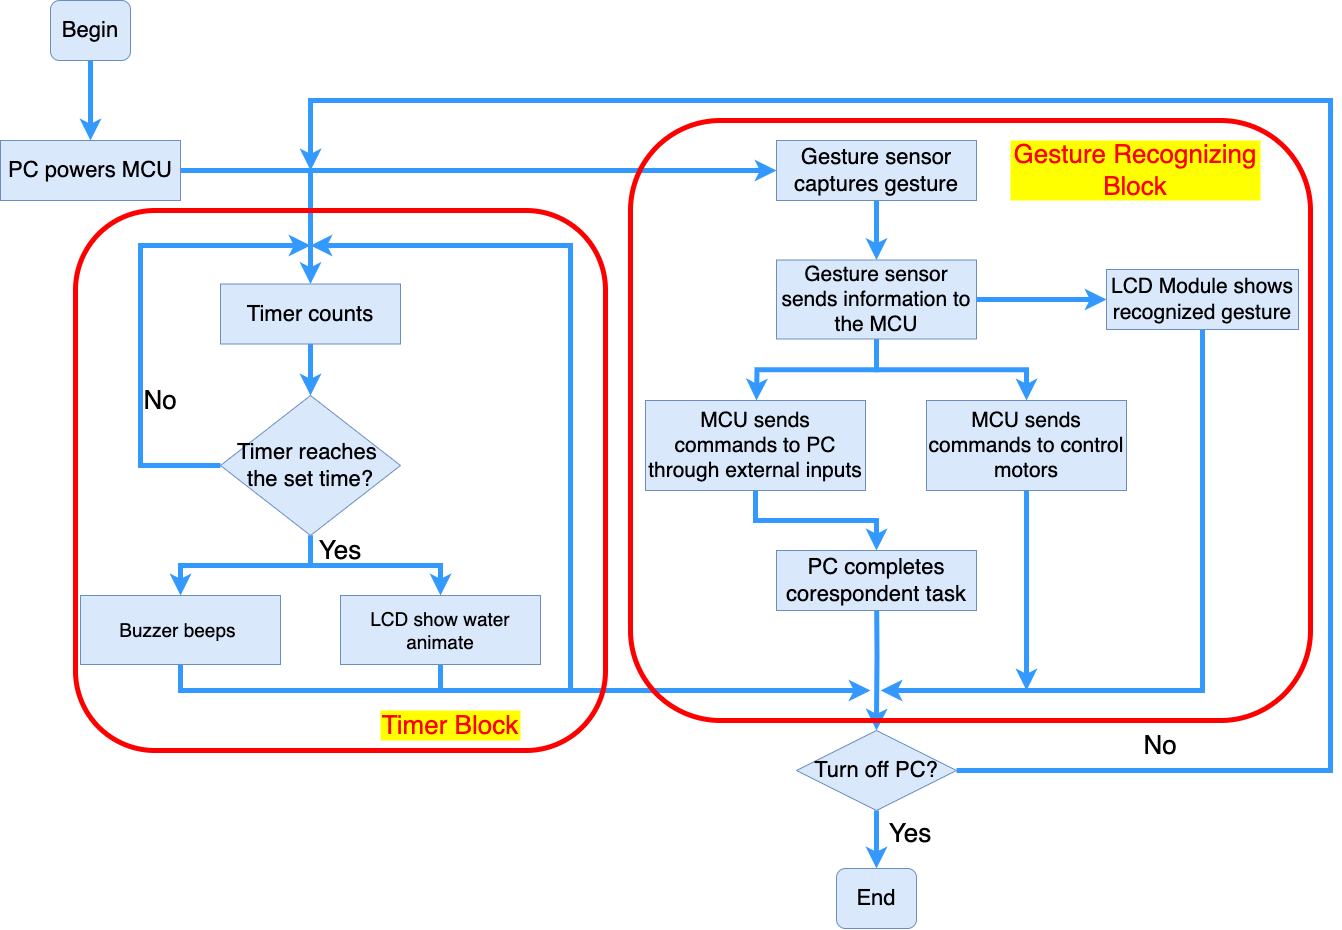 Begin
PC powers MCU
Gesture sensor
captures gesture
Gesture Recognizing
Block
Gesture sensor
sends information to
the MCU
LCD Module shows
recognized gesture
Timer counts
No
Timer reaches
the set time?
MCU sends
commands to PC
through external inputs
MCU sends
commands to control
motors
Yes
PC completes
corespondent task
Buzzer beeps
LCD show water
animate
Timer Block
Turn off PC?
No
Yes
End